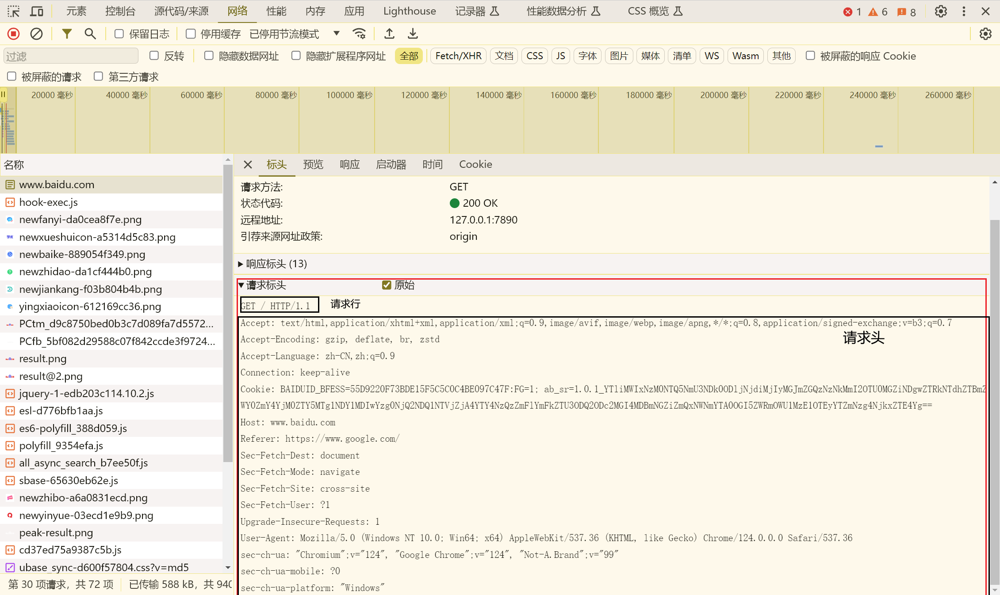 元素 控制台 源代码/来源 网络 性能 内存 应用 Lighthouse 记录器 性能数据分析 CSS 概览 1 6 8
保留日志 停用缓存 已停用节流模式
过滤 反转 隐藏数据网址 隐藏扩展程序网址 全部 Fetch/XHR 文档 CSS JS 字体 图片 媒体 清单 WS Wasm 其他 被屏蔽的响应 Cookie
被屏蔽的请求 第三方请求
20000 毫秒 40000 毫秒 60000 毫秒 80000 毫秒 100000 毫秒 120000 毫秒 140000 毫秒 160000 毫秒 180000 毫秒 200000 毫秒 220000 毫秒 240000 毫秒 260000 毫秒
名称
www.baidu.com
hook-exec.js
newfanyi-da0cea8f7e.png
newxueshuicon-a5314d5c83.png
newbaike-889054f349.png
newzhidao-da1cf444b0.png
newjiankang-f03b804b4b.png
yingxiaoicon-612169cc36.png
PCtm_d9c8750bed0b3c7d089fa7d5572...
PCfb_5bf082d29588c07f842ccde3f9724...
result.png
result@2.png
jquery-1-edb203c114.10.2.js
esl-d776bfb1aa.js
es6-polyfill_388d059.js
polyfill_9354efa.js
all_async_search_b7ee50f.js
sbase-65630eb62e.js
newzhibo-a6a0831ecd.png
newyinyue-03ecd1e9b9.png
peak-result.png
cd37ed75a9387c5b.js
ubase_sync-d600f57804.css?v=md5
第 30 项请求，共 72 项 已传输 588 kB，共 940
标头 预览 响应 启动器 时间 Cookie
请求方法: GET
状态代码: 200 OK
远程地址: 127.0.0.1:7890
引荐来源网址政策: origin
响应标头 (13)
请求标头 原始
GET / HTTP/1.1 请求行
Accept: text/html,application/xhtml+xml,application/xml;q=0.9,image/avif,image/webp,image/apng,*/*;q=0.8,application/signed-exchange;v=b3;q=0.7
请求头
Accept-Encoding: gzip, deflate, br, zstd
Accept-Language: zh-CN,zh;q=0.9
Connection: keep-alive
Cookie: BAIDUID_BFESS=55D9220F73BDE15F5C5C0C4BE097C47F:FG=1; ab_sr=1.0.1_YTliMWIxNzM0NTQ5NmU3NDk0ODljNjdiMjIyMGJmZGQzNzNkMmI2OTU0MGZiNDgwZTRkNTdhZTBmZ
WY0ZmY4YjM0ZTY5MTg1NDY1MDIwYzg0NjQ2NDQ1NTVjZjA4YTY4NzQzZmFlYmFkZTU3ODQ2ODc2MGI4MDBmNGZiZmQxNWNmYTA0OGI5ZWRmOWU1MzE1OTEyYTZmNzg4NjkxZTE4Yg==
Host: www.baidu.com
Referer: https://www.google.com/
Sec-Fetch-Dest: document
Sec-Fetch-Mode: navigate
Sec-Fetch-Site: cross-site
Sec-Fetch-User: ?1
Upgrade-Insecure-Requests: 1
User-Agent: Mozilla/5.0 (Windows NT 10.0; Win64; x64) AppleWebKit/537.36 (KHTML, like Gecko) Chrome/124.0.0.0 Safari/537.36
sec-ch-ua: "Chromium";v="124", "Google Chrome";v="124", "Not-A.Brand";v="99"
sec-ch-ua-mobile: ?0
sec-ch-ua-platform: "Windows"